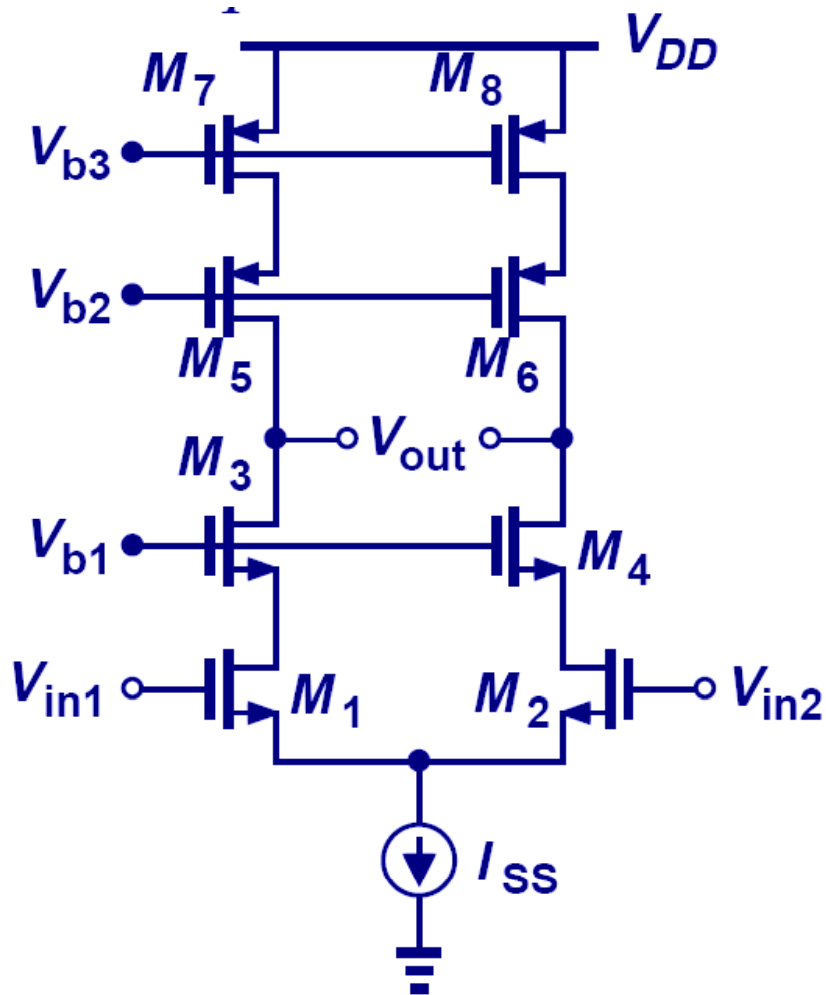 V_DD
M_7 M_8
V_b3
V_b2
M_5 M_6
V_out
M_3
V_b1
M_4
V_in1 M_1 M_2 V_in2
I_SS